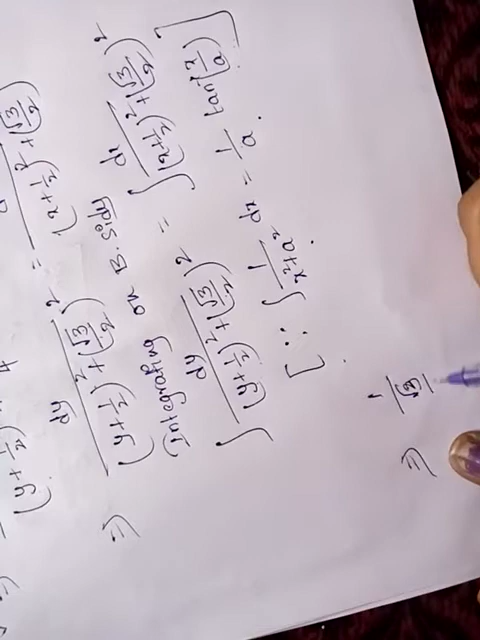 (y+1/2)²+
dy/((y+1/2)²+(√3/2)²) = dx/((x+1/2)²+(√3/2)²)
⇒ Integrating on B. Sidy
∫ dy/((y+1/2)²+(√3/2)²) = ∫ dx/((x+1/2)²+(√3/2)²)
[∵ ∫ 1/(x²+a²) dx = 1/a tan⁻¹(x/a)]
⇒ 1/√3